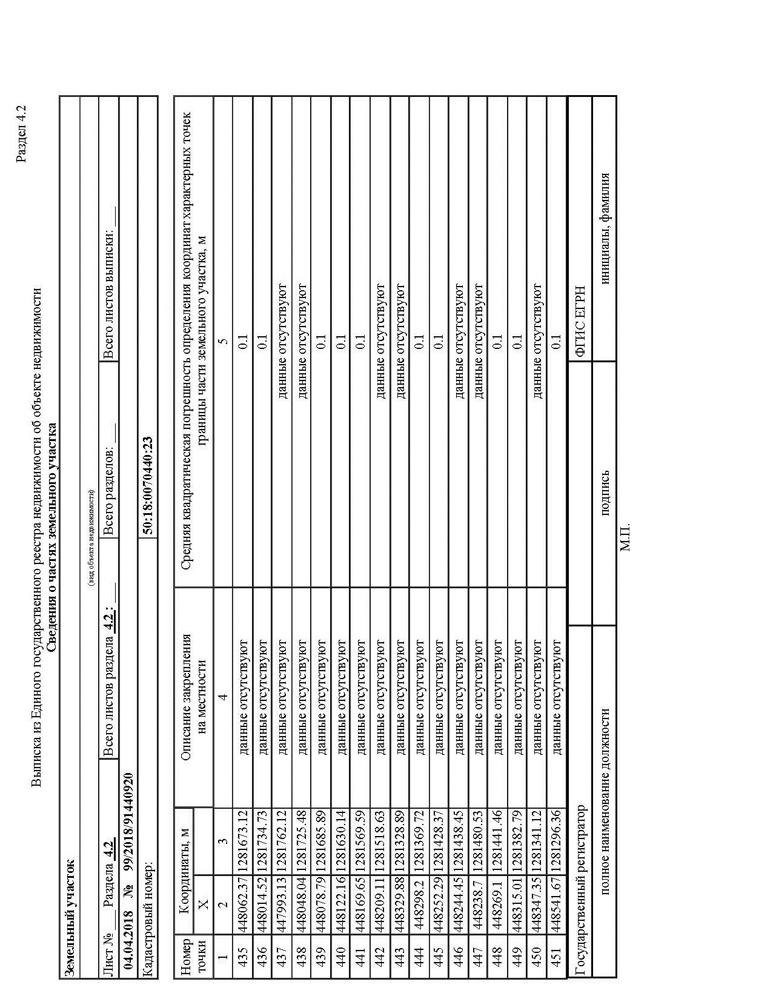 Раздел 4.2
Выписка из Единого государственного реестра недвижимости об объекте недвижимости
Сведения о частях земельного участка
Земельный участок
(вид объекта недвижимости)
Лист № ___ Раздела 4.2 Всего листов раздела 4.2 : ___ Всего разделов: ___ Всего листов выписки: ___
04.04.2018 № 99/2018/91440920
Кадастровый номер: 50:18:0070440:23
Номер точки Координаты, м Описание закрепления на местности Средняя квадратическая погрешность определения координат характерных точек границы части земельного участка, м
X
1 2 3 4 5
435 448062.37 1281673.12 данные отсутствуют 0.1
436 448014.52 1281734.73 данные отсутствуют 0.1
437 447993.13 1281762.12 данные отсутствуют данные отсутствуют
438 448048.04 1281725.48 данные отсутствуют данные отсутствуют
439 448078.79 1281685.89 данные отсутствуют 0.1
440 448122.16 1281630.14 данные отсутствуют 0.1
441 448169.65 1281569.59 данные отсутствуют 0.1
442 448209.11 1281518.63 данные отсутствуют данные отсутствуют
443 448329.88 1281328.89 данные отсутствуют данные отсутствуют
444 448298.2 1281369.72 данные отсутствуют 0.1
445 448252.29 1281428.37 данные отсутствуют 0.1
446 448244.45 1281438.45 данные отсутствуют данные отсутствуют
447 448238.7 1281480.53 данные отсутствуют данные отсутствуют
448 448269.1 1281441.46 данные отсутствуют 0.1
449 448315.01 1281382.79 данные отсутствуют 0.1
450 448347.35 1281341.12 данные отсутствуют данные отсутствуют
451 448541.67 1281296.36 данные отсутствуют 0.1
Государственный регистратор ФГИС ЕГРН
полное наименование должности подпись инициалы, фамилия
М.П.